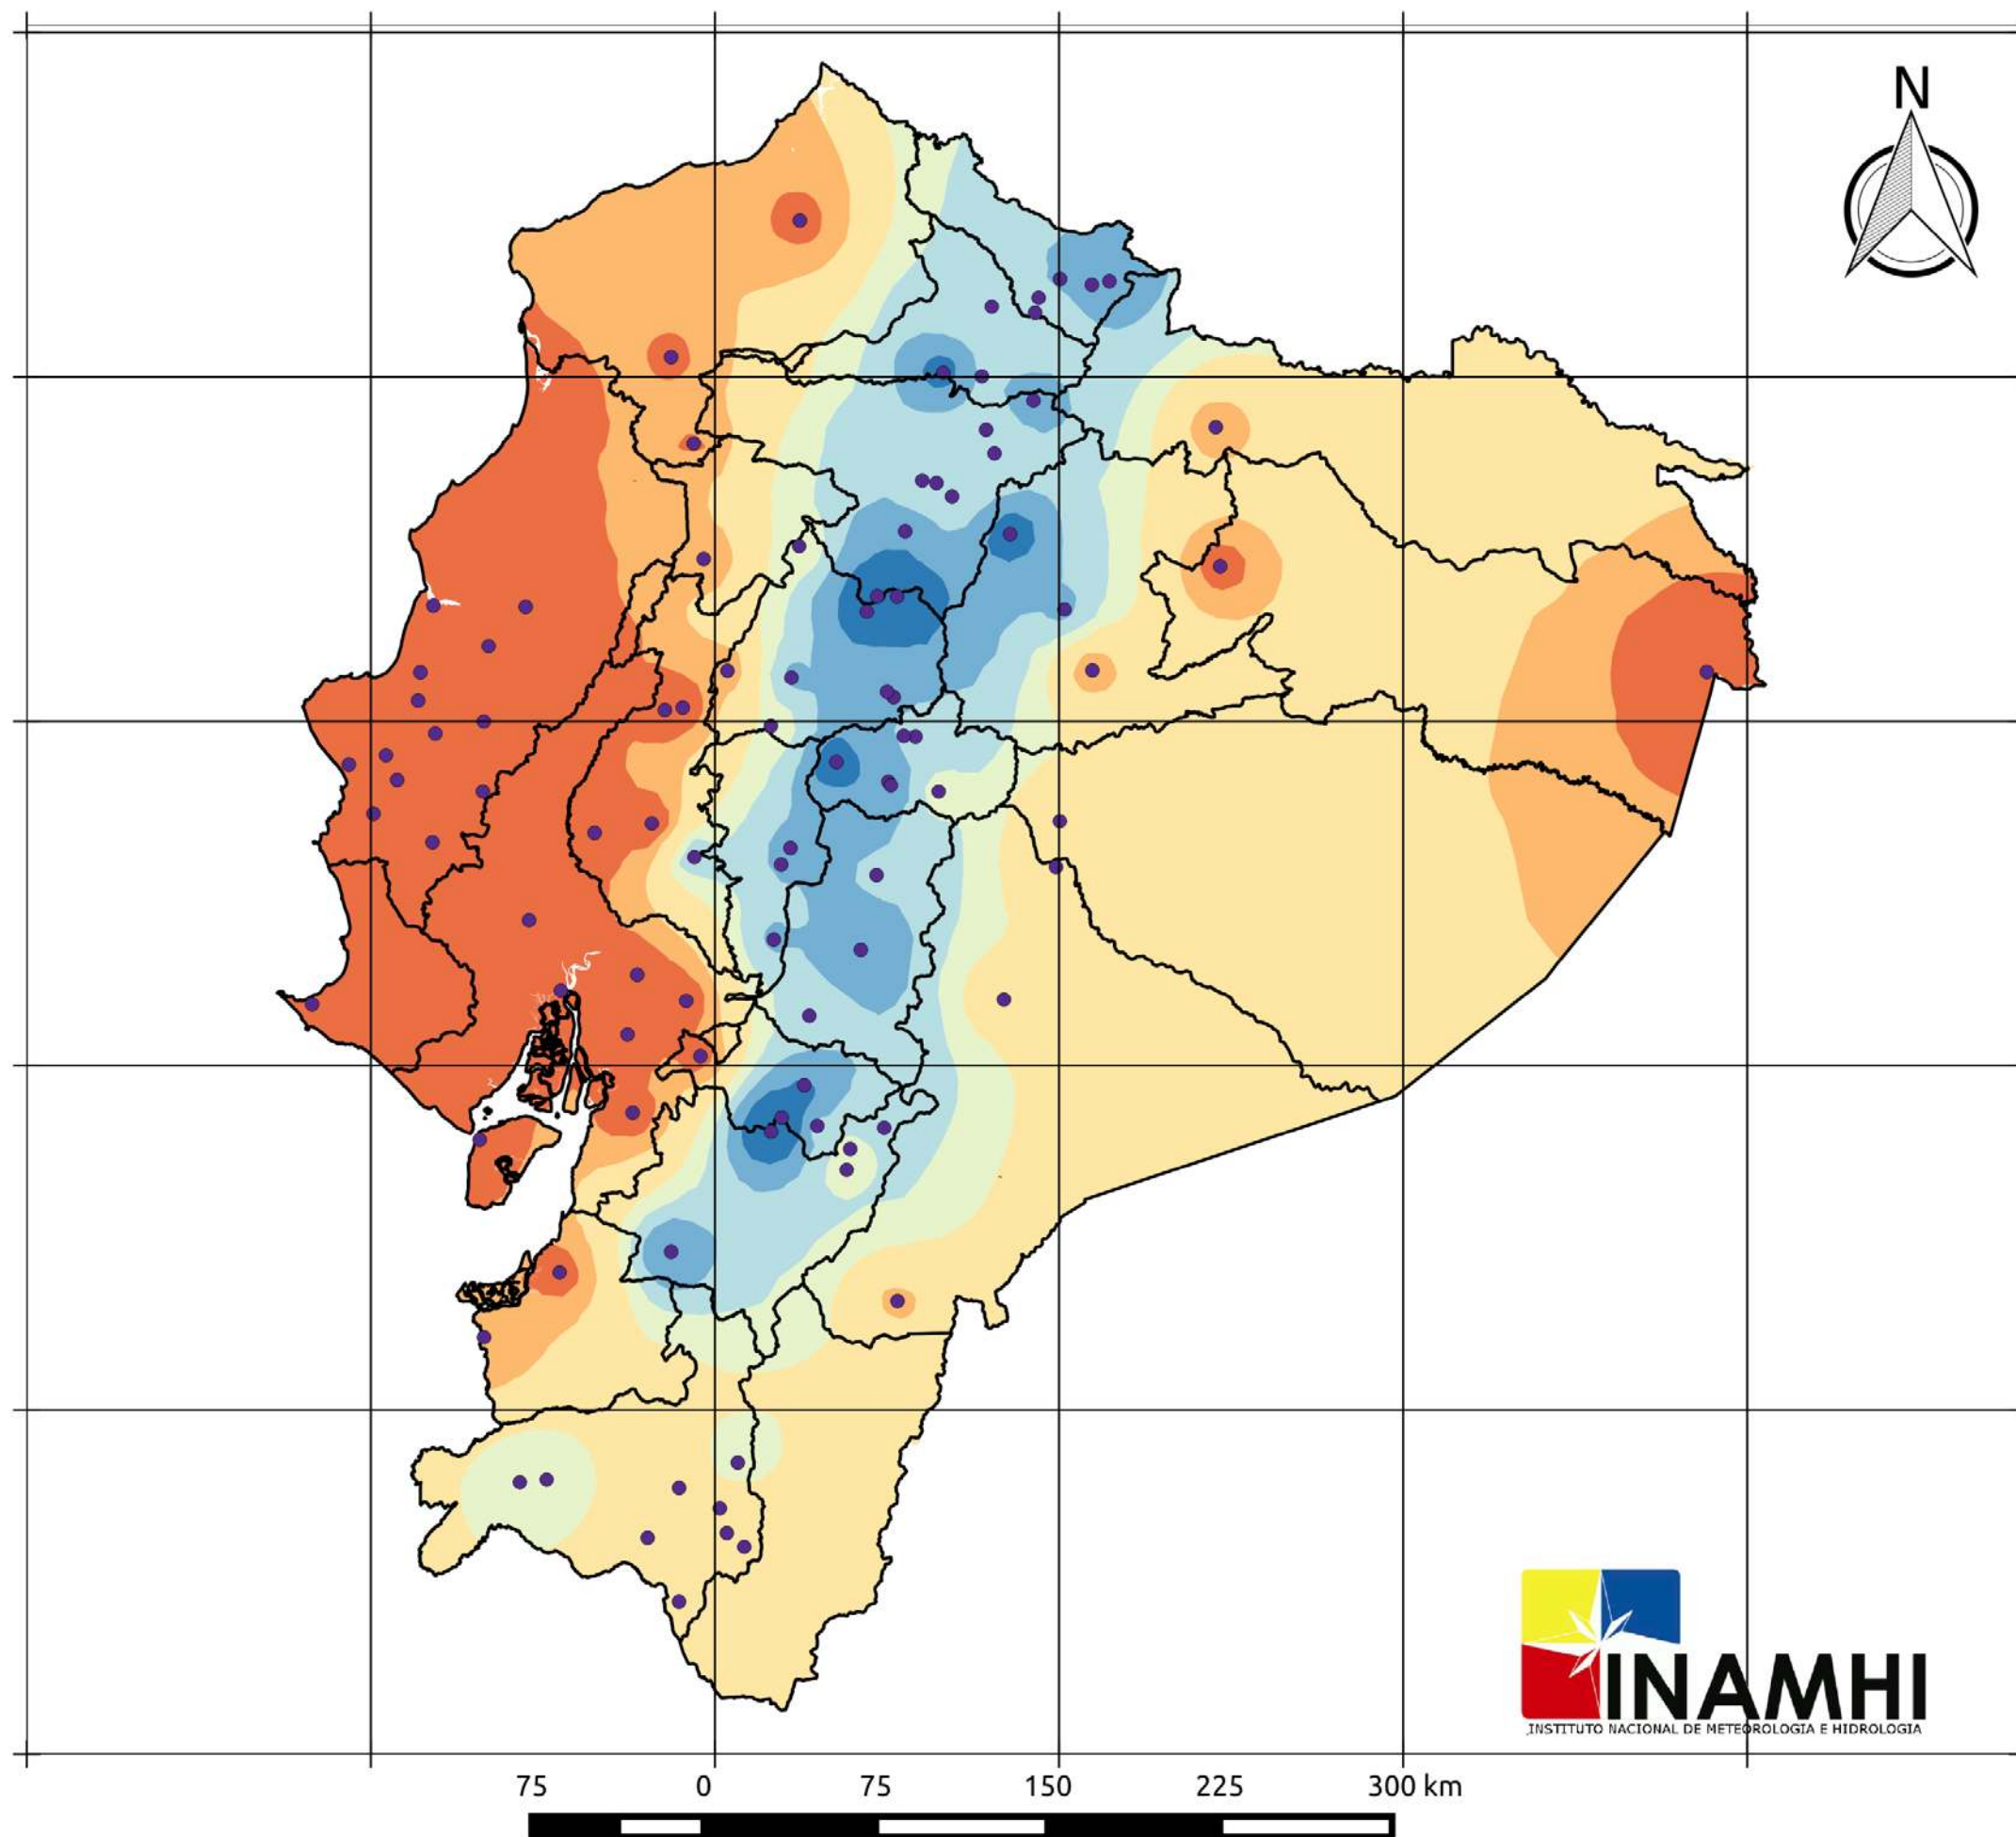 N
INAMHI
INSTITUTO NACIONAL DE METEOROLOGIA E HIDROLOGIA
75 0 75 150 225 300 km